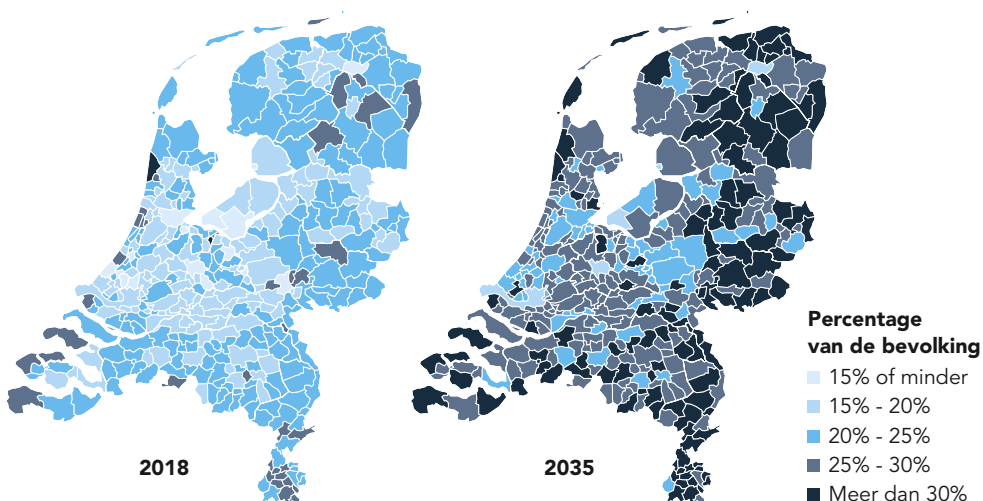 2018
2035
Percentage
van de bevolking
15% of minder
15% - 20%
20% - 25%
25% - 30%
Meer dan 30%